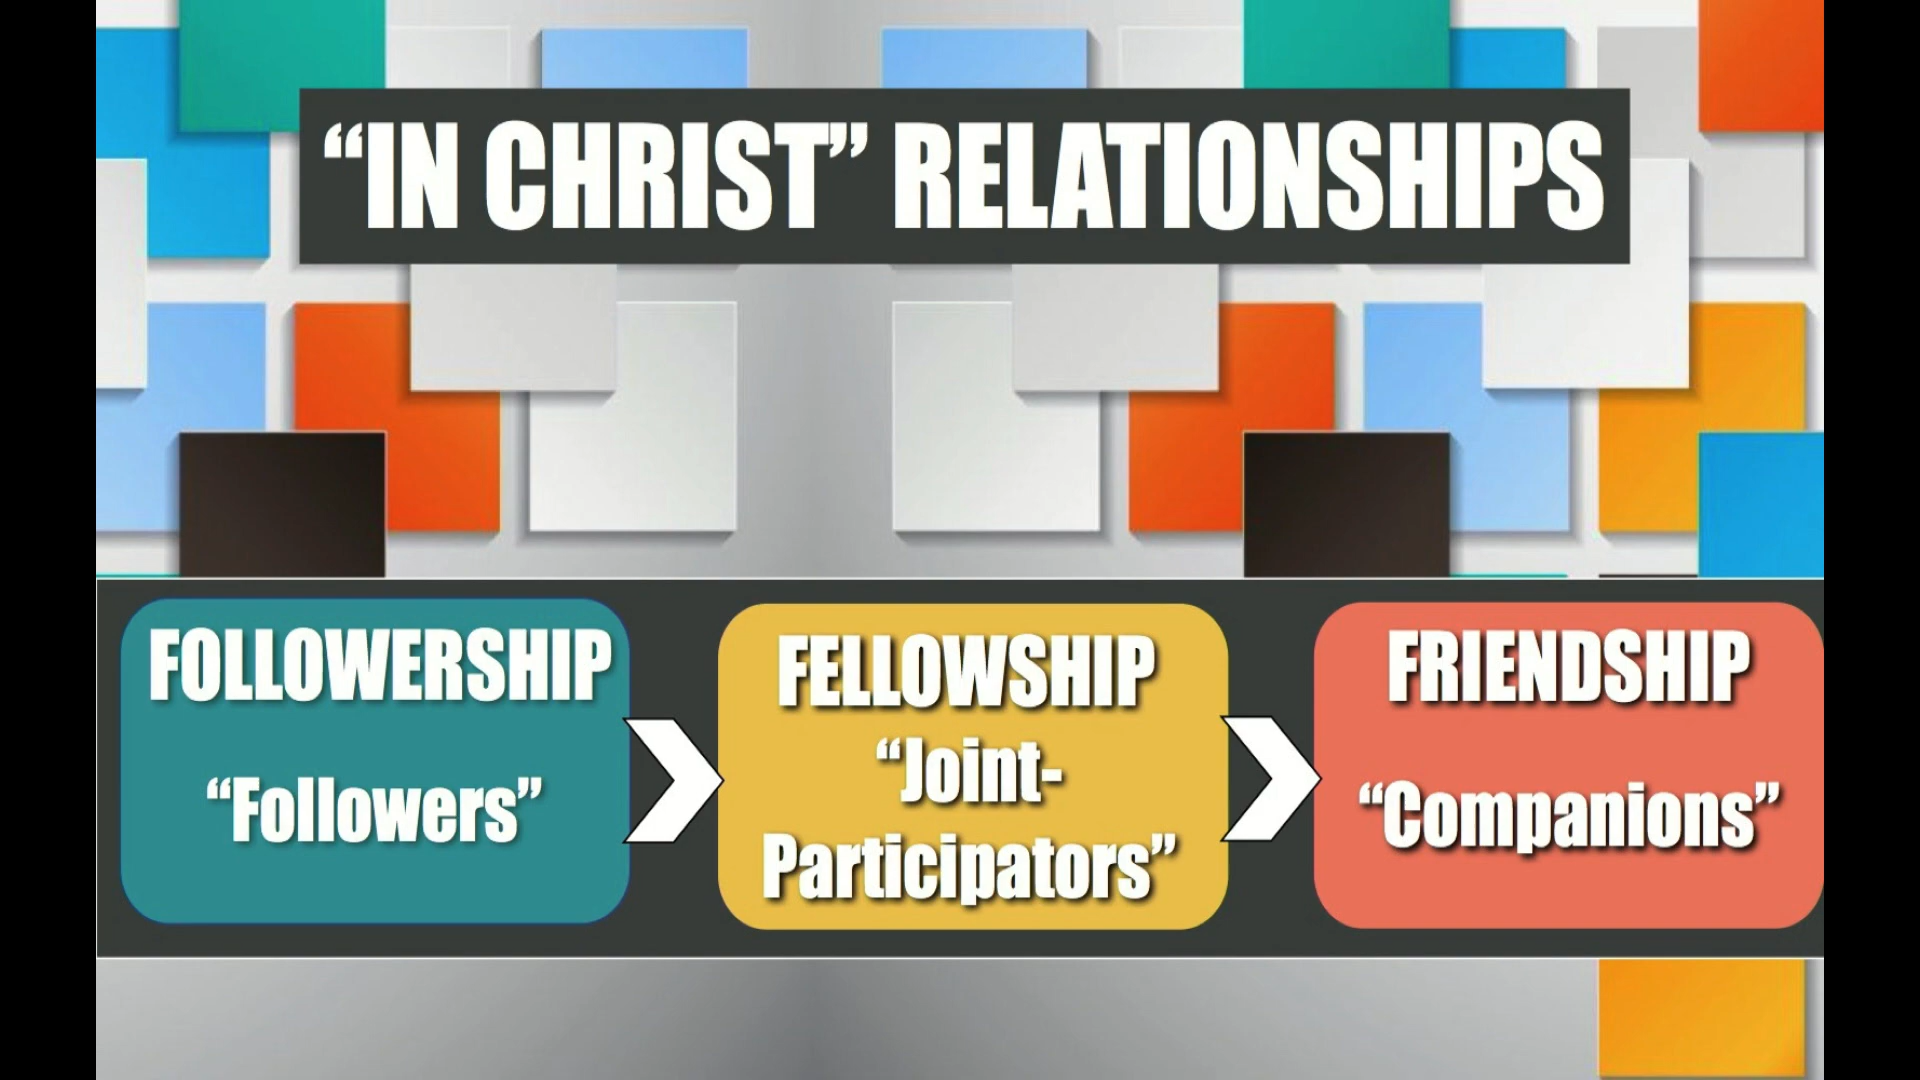 “IN CHRIST” RELATIONSHIPS
FOLLOWERSHIP
“Followers”
FELLOWSHIP
“Joint-
Participators”
FRIENDSHIP
“Companions”